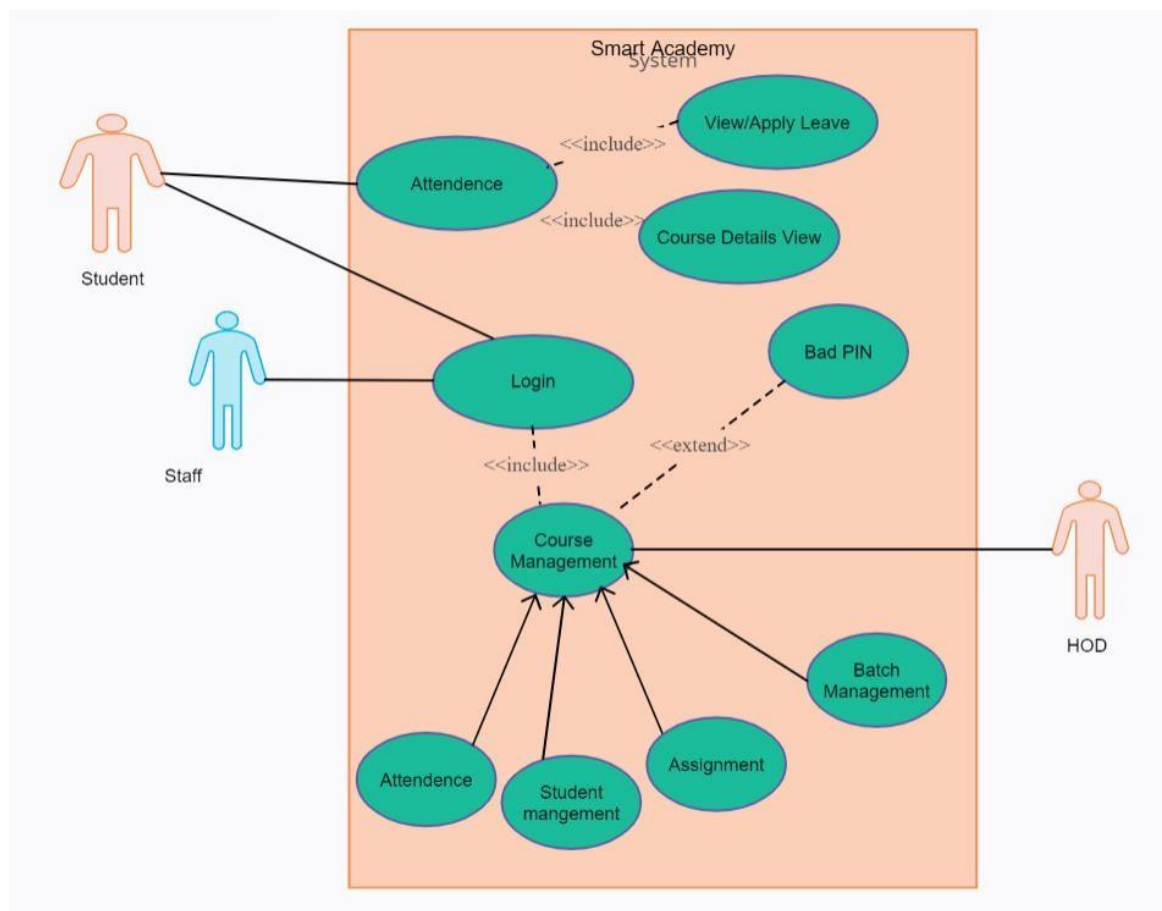 Smart Academy
System
View/Apply Leave
<<include>>
Attendence
<<include>>
Course Details View
Student
Bad PIN
Login
<<extend>>
<<include>>
Staff
Course
Management
HOD
Batch
Management
Attendence
Assignment
Student
mangement